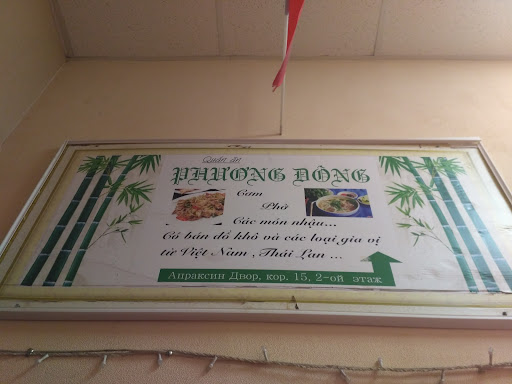 Quán ăn
PHƯƠNG ĐÔNG
Cơm
Phở
Các món nhậu...
Có bán đồ khô và các loại gia vị
từ Việt Nam , Thái Lan ...
Апраксин Двор, кор. 15, 2-ой этаж